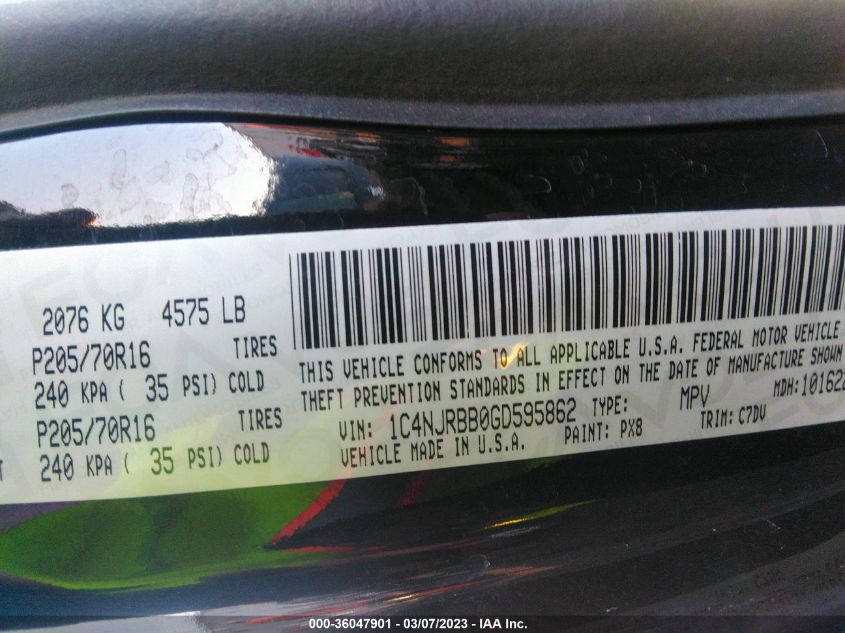 2076 KG 4575 LB
P205/70R16 TIRES
240 KPA ( 35 PSI) COLD
P205/70R16 TIRES
240 KPA ( 35 PSI) COLD
THIS VEHICLE CONFORMS TO ALL APPLICABLE U.S.A. FEDERAL MOTOR VEHICLE
THEFT PREVENTION STANDARDS IN EFFECT ON THE DATE OF MANUFACTURE SHOWN
VIN: 1C4NJRBB0GD595862 TYPE: MPV MDH:10162
VEHICLE MADE IN U.S.A. PAINT: PX8 TRIM: C7DV
000-36047901 - 03/07/2023 - IAA Inc.